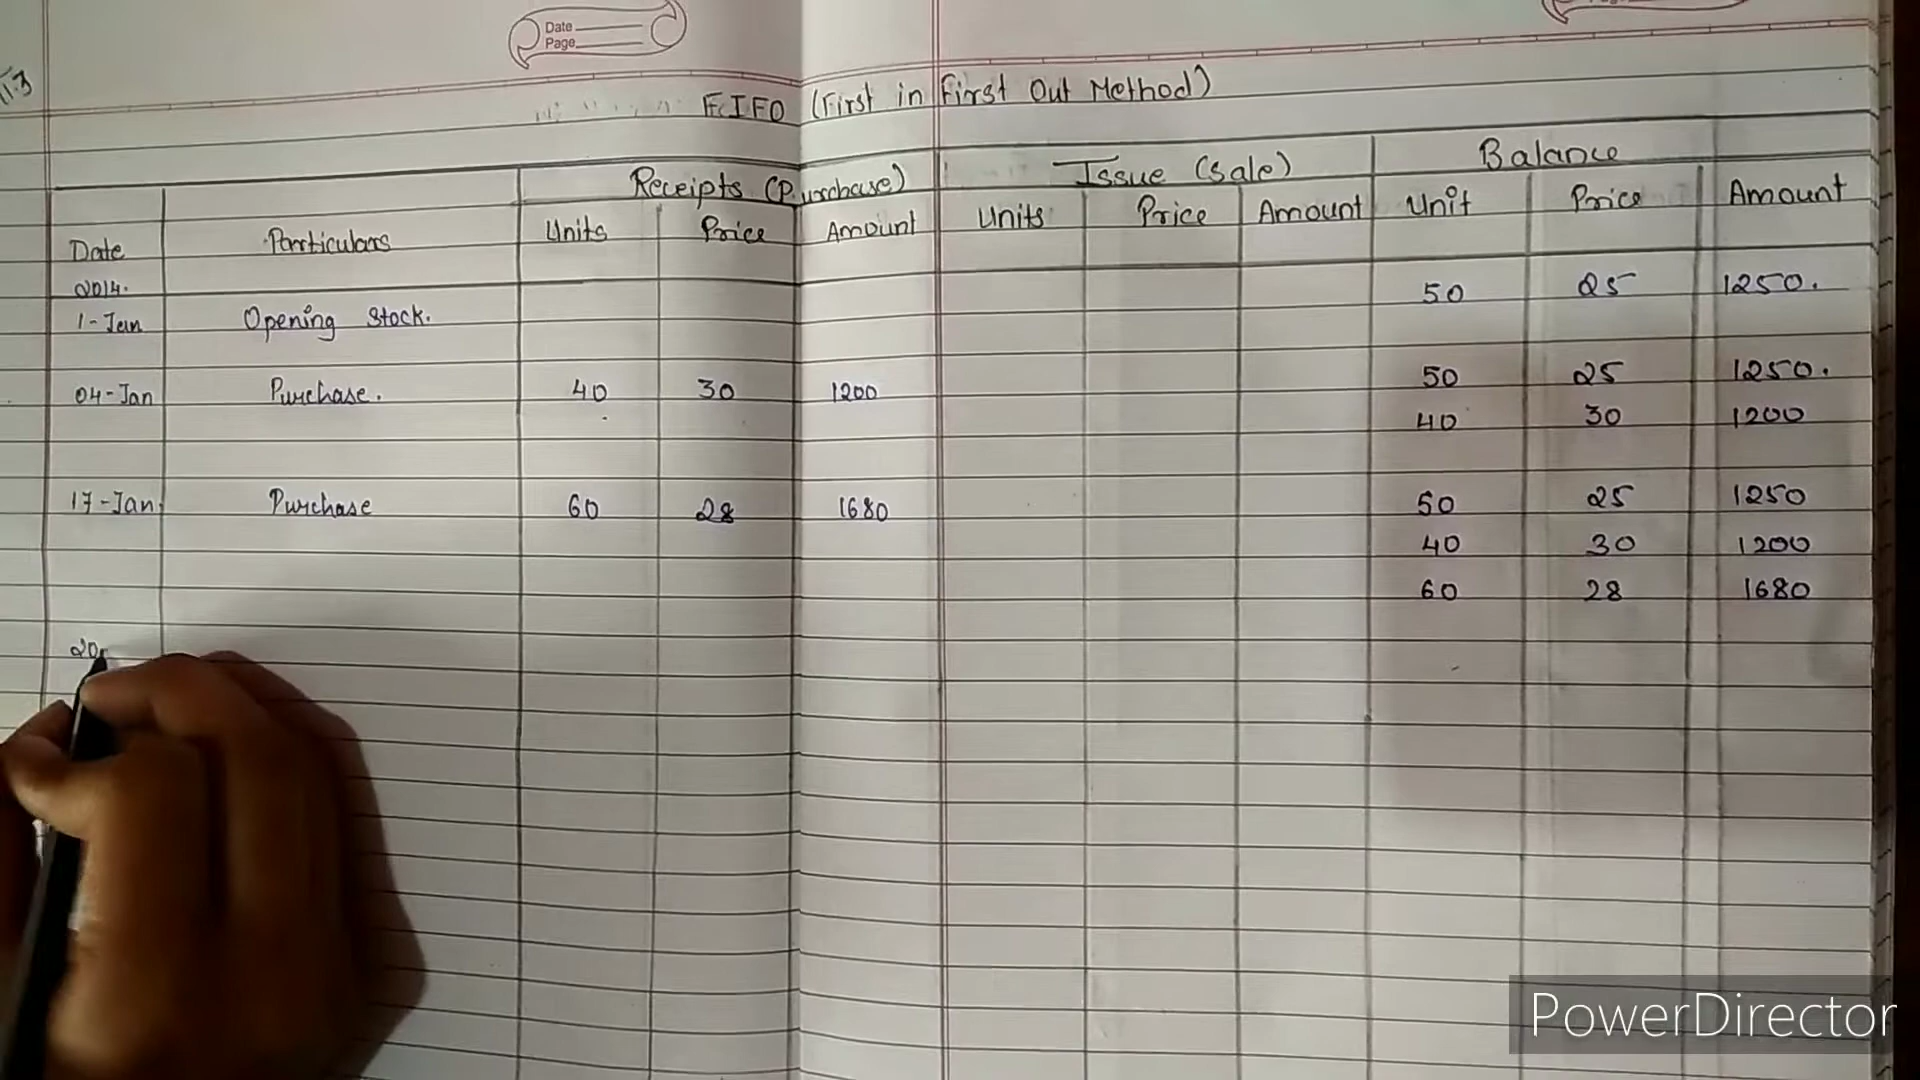 Date
Page
FIFO (First in First Out Method)
Receipts (Purchase) Issue (Sale) Balance
Date Particulars Units Price Amount Units Price Amount Unit Price Amount
2014.
1-Jan Opening Stock. 50 25 1250.
04-Jan Purchase. 40 30 1200 50 25 1250.
40 30 1200
17-Jan Purchase 60 28 1680 50 25 1250
40 30 1200
60 28 1680
20
PowerDirector